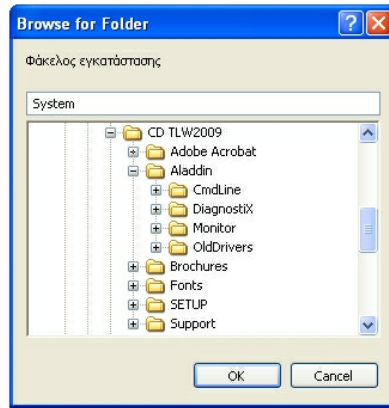 Browse for Folder
Φάκελος εγκατάστασης
System
CD TLW2009
Adobe Acrobat
Aladdin
CmdLine
DiagnostiX
Monitor
OldDrivers
Brochures
Fonts
SETUP
Support
OK Cancel